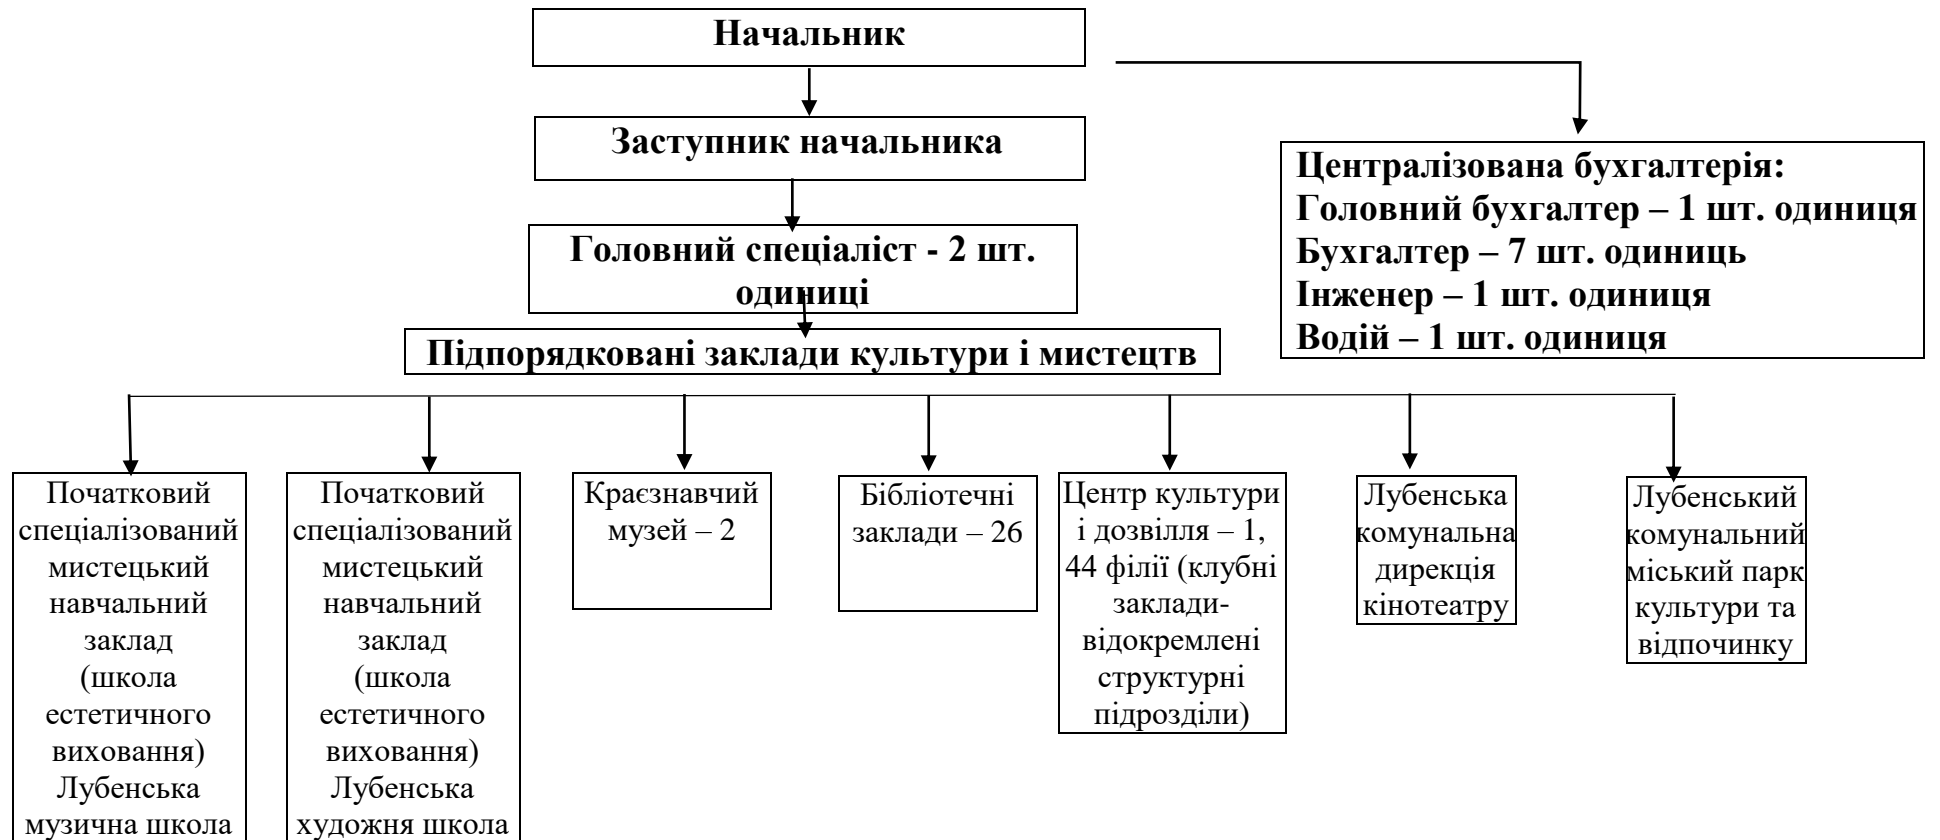 Начальник
Заступник начальника
Централізована бухгалтерія:
Головний бухгалтер – 1 шт. одиниця
Бухгалтер – 7 шт. одиниць
Інженер – 1 шт. одиниця
Водій – 1 шт. одиниця
Головний спеціаліст - 2 шт.
одиниці
Підпорядковані заклади культури і мистецтв
Початковий
спеціалізований
мистецький
навчальний
заклад
(школа
естетичного
виховання)
Лубенська
музична школа
Початковий
спеціалізований
мистецький
навчальний
заклад
(школа
естетичного
виховання)
Лубенська
художня школа
Краєзнавчий
музей – 2
Бібліотечні
заклади – 26
Центр культури
і дозвілля – 1,
44 філії (клубні
заклади-
відокремлені
структурні
підрозділи)
Лубенська
комунальна
дирекція
кінотеатру
Лубенський
комунальний
міський парк
культури та
відпочинку